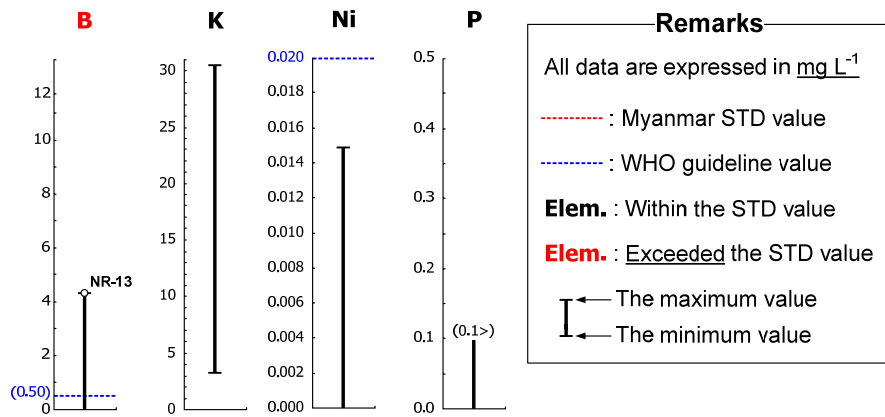 B
12
10
8
6
4
2
0
(0.50)
NR-13
K
30
25
20
15
10
5
0
Ni
0.020
0.018
0.016
0.014
0.012
0.010
0.008
0.006
0.004
0.002
0.000
P
0.5
0.4
0.3
0.2
0.1
0.0
(0.1>)
Remarks
All data are expressed in mg L-1
: Myanmar STD value
: WHO guideline value
Elem. : Within the STD value
Elem. : Exceeded the STD value
The maximum value
The minimum value